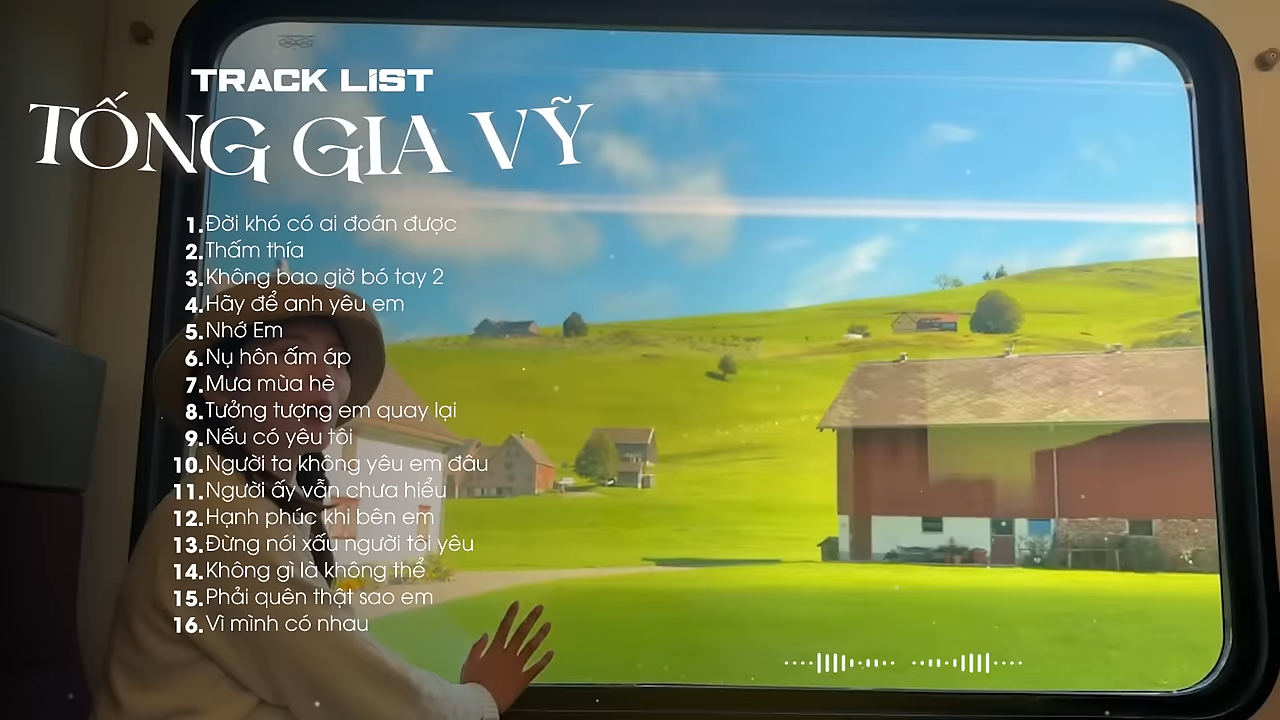 TRACK LIST
TỐNG GIA VỸ
1. Đời khó có ai đoán được
2. Thấm thía
3. Không bao giờ bó tay 2
4. Hãy để anh yêu em
5. Nhớ Em
6. Nụ hôn ấm áp
7. Mưa mùa hè
8. Tưởng tượng em quay lại
9. Nếu có yêu tôi
10. Người ta không yêu em đâu
11. Người ấy vẫn chưa hiểu
12. Hạnh phúc khi bên em
13. Đừng nói xấu người tôi yêu
14. Không gì là không thể
15. Phải quên thật sao em
16. Vì mình có nhau